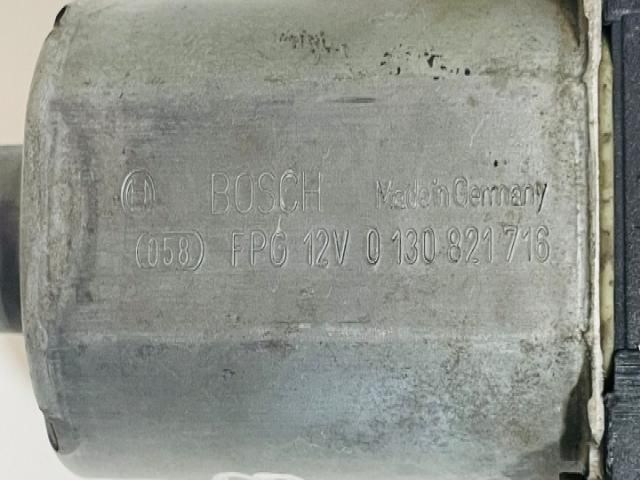 BOSCH Made in Germany
(058) FPG 12V 0 130 821 716